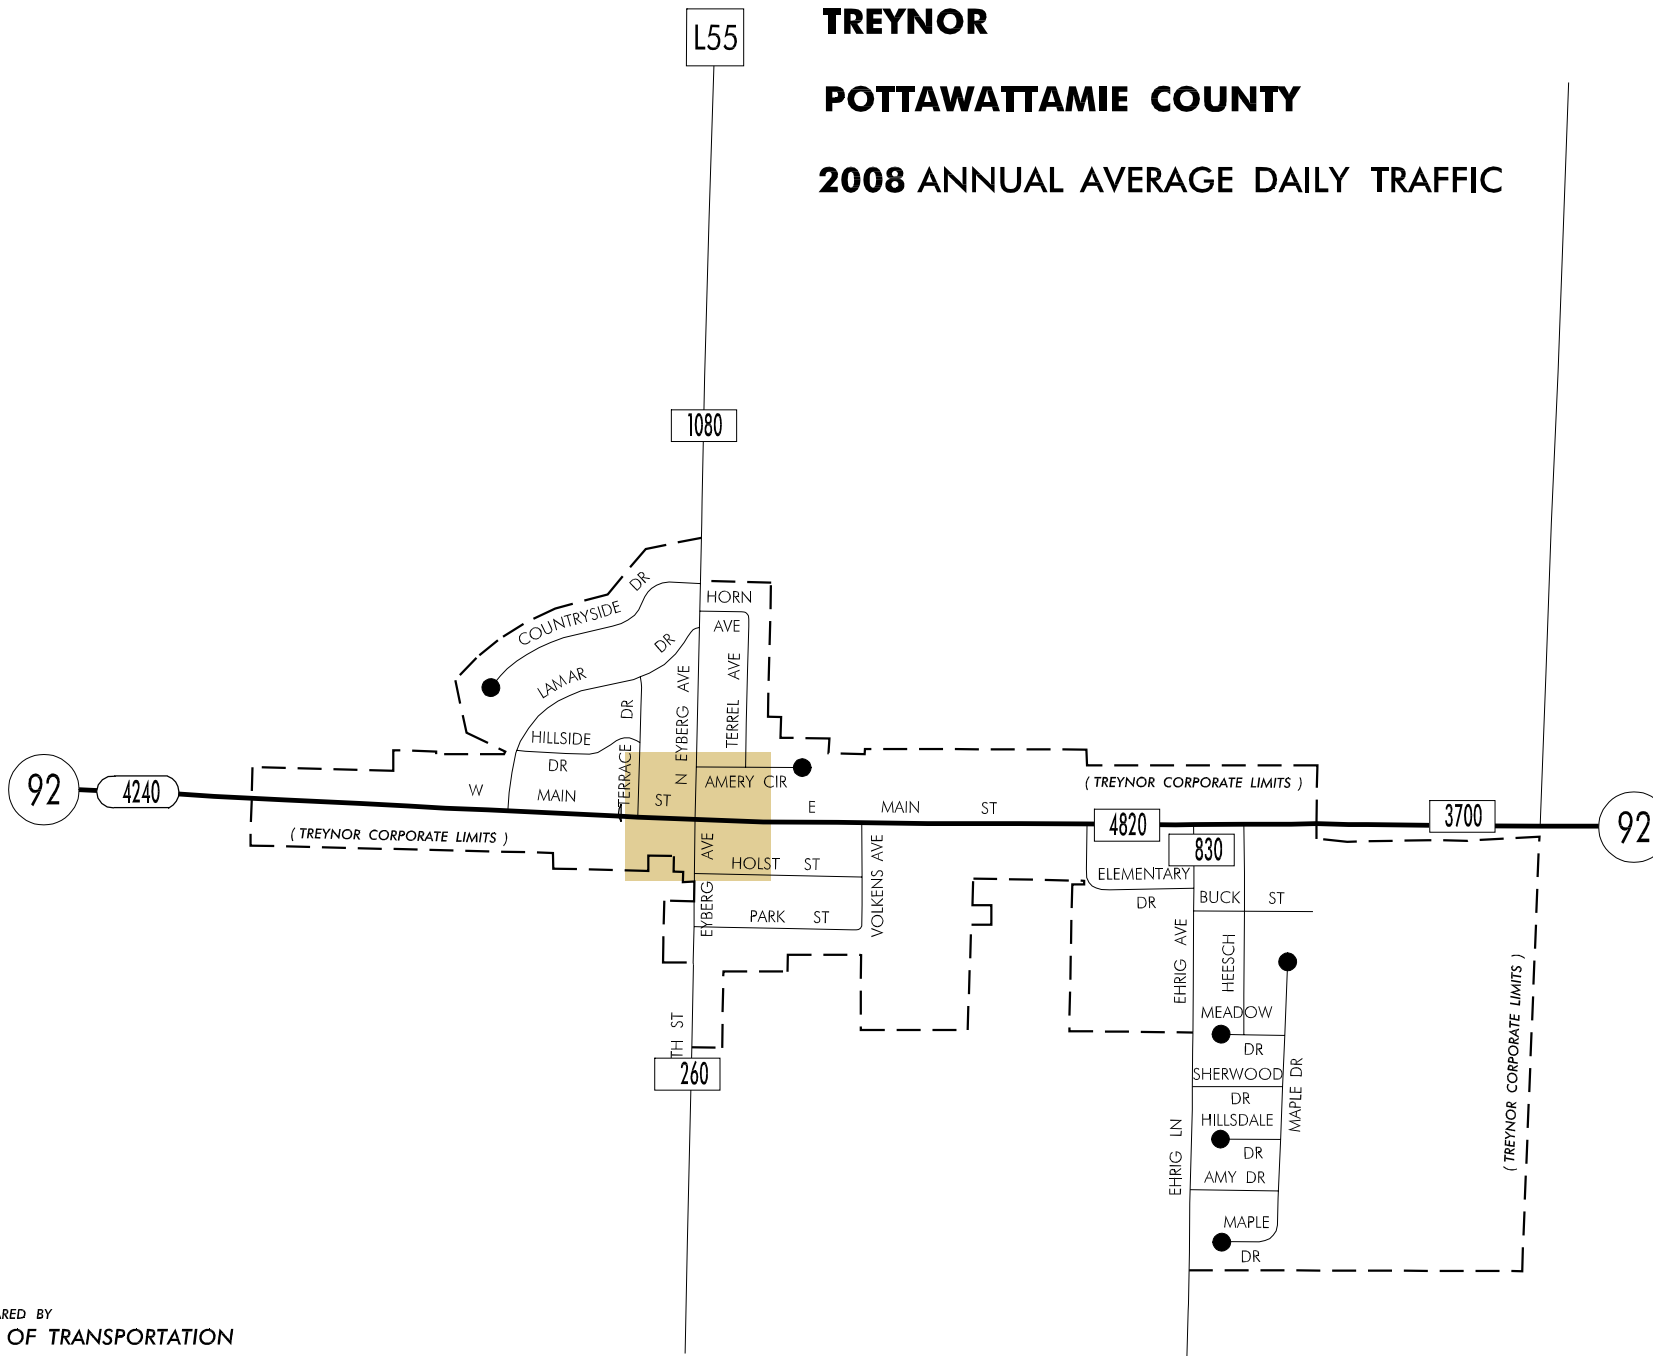 TREYNOR
L55
POTTAWATTAMIE COUNTY
2008 ANNUAL AVERAGE DAILY TRAFFIC
1080
COUNTRYSIDE DR
HORN
AVE
LAMAR DR
TERREL AVE
N EYBERG AVE
TERRACE DR
HILLSIDE
DR
AMERY CIR
92
4240
W MAIN ST
E MAIN ST
( TREYNOR CORPORATE LIMITS )
( TREYNOR CORPORATE LIMITS )
4820
3700
92
830
EYBERG AVE
HOLST ST
VOLKENS AVE
PARK ST
ELEMENTARY
DR
BUCK ST
EHRIG AVE
HEESCH
MEADOW
DR
TH ST
260
SHERWOOD
DR
MAPLE DR
HILLSDALE
DR
EHRIG LN
AMY DR
MAPLE
DR
( TREYNOR CORPORATE LIMITS )
ARED BY
OF TRANSPORTATION